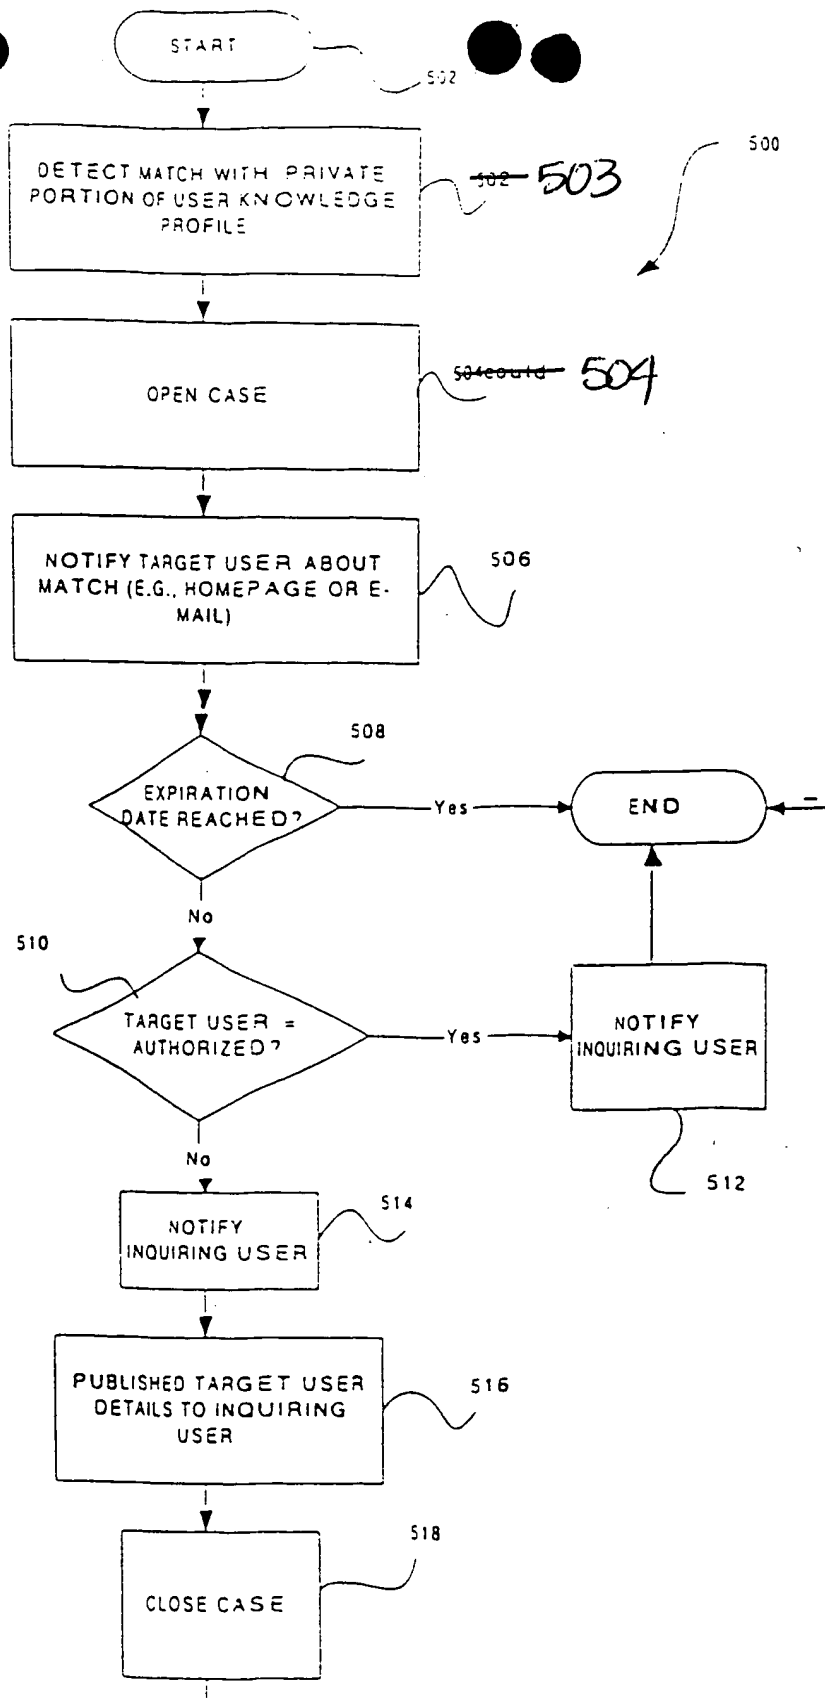 START
502
500
DETECT MATCH WITH PRIVATE
PORTION OF USER KNOWLEDGE
PROFILE
502 503
OPEN CASE
504could 504
NOTIFY TARGET USER ABOUT
MATCH (E.G., HOMEPAGE OR E-
MAIL)
506
508
EXPIRATION
DATE REACHED?
Yes
END
No
510
TARGET USER =
AUTHORIZED?
Yes
NOTIFY
INQUIRING USER
512
No
514
NOTIFY
INQUIRING USER
PUBLISHED TARGET USER
DETAILS TO INQUIRING
USER
516
518
CLOSE CASE